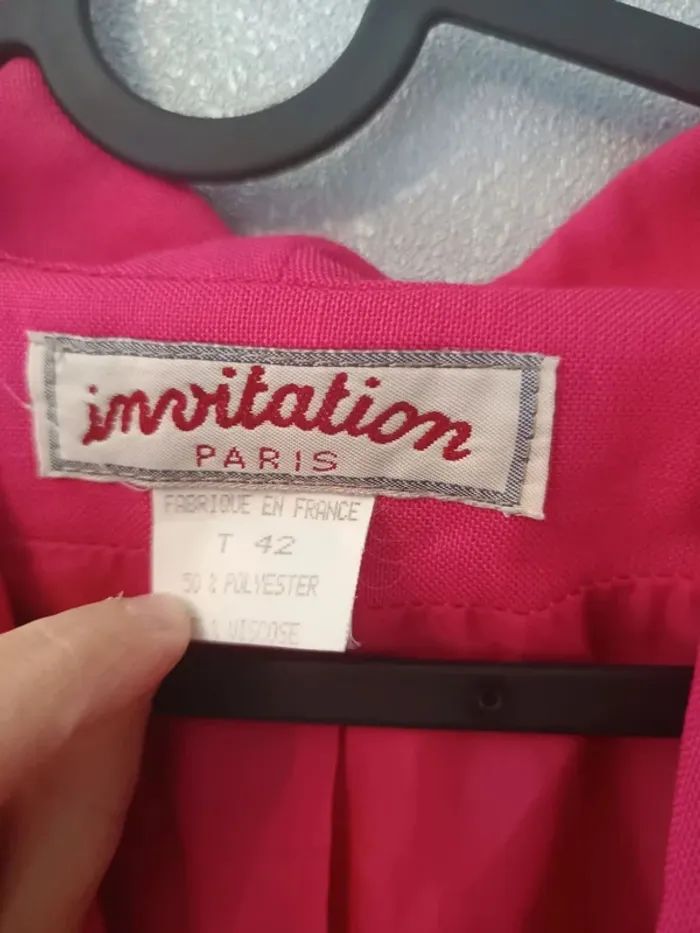 invitation
PARIS
FABRIQUE EN FRANCE
T 42
50 % POLYESTER
% VISCOSE